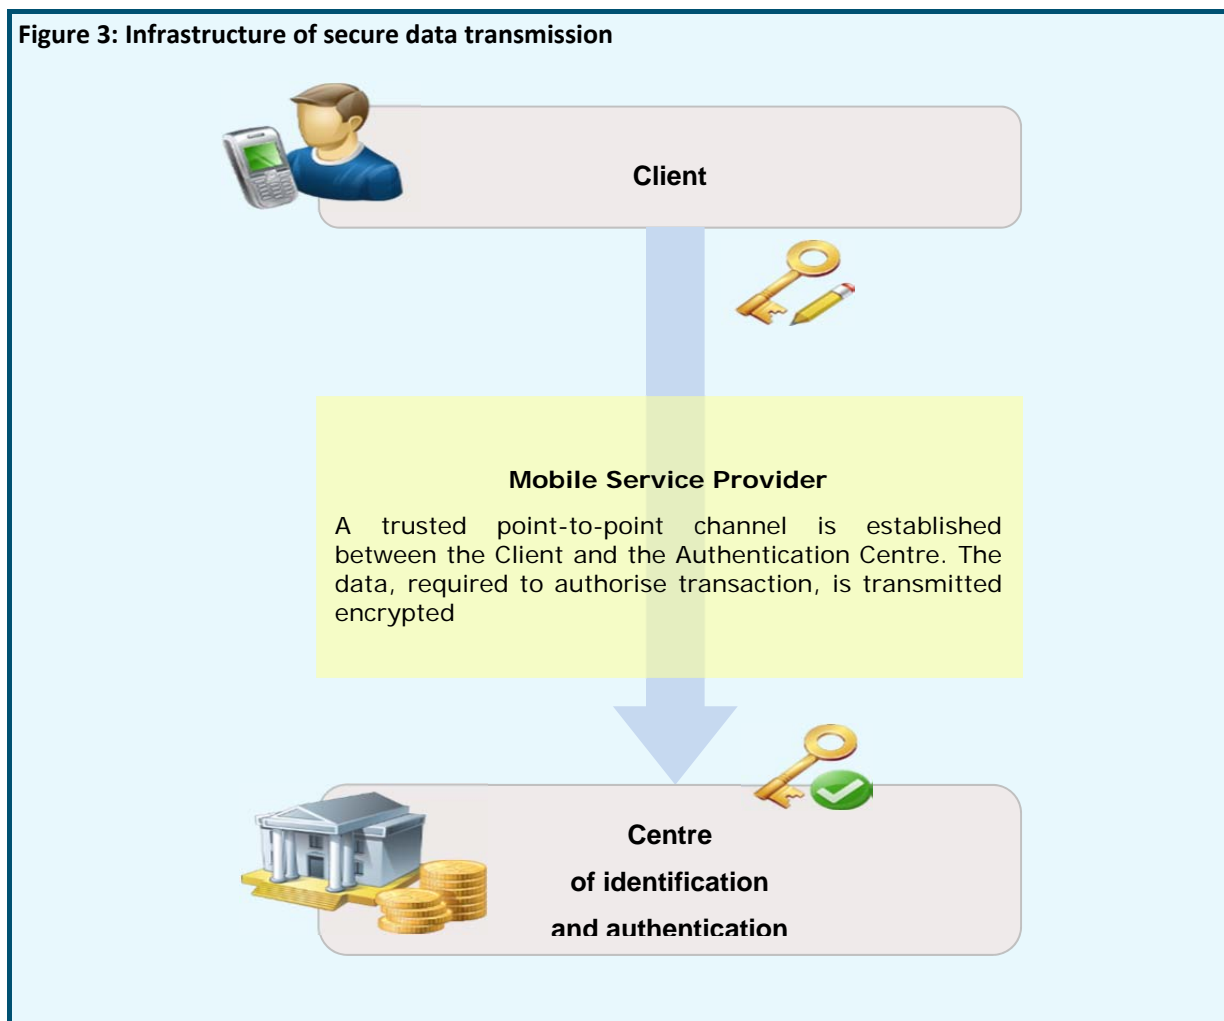 Figure 3: Infrastructure of secure data transmission
Client
Mobile Service Provider
A trusted point-to-point channel is established
between the Client and the Authentication Centre. The
data, required to authorise transaction, is transmitted
encrypted
Centre
of identification
and authentication